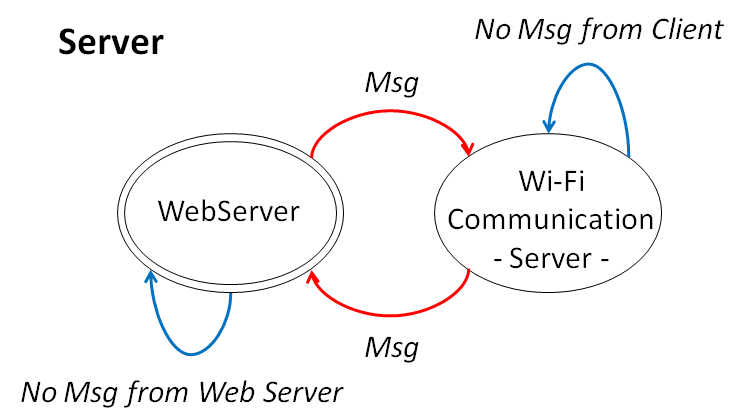 Server
No Msg from Client
Msg
WebServer
Wi-Fi
Communication
- Server -
Msg
No Msg from Web Server